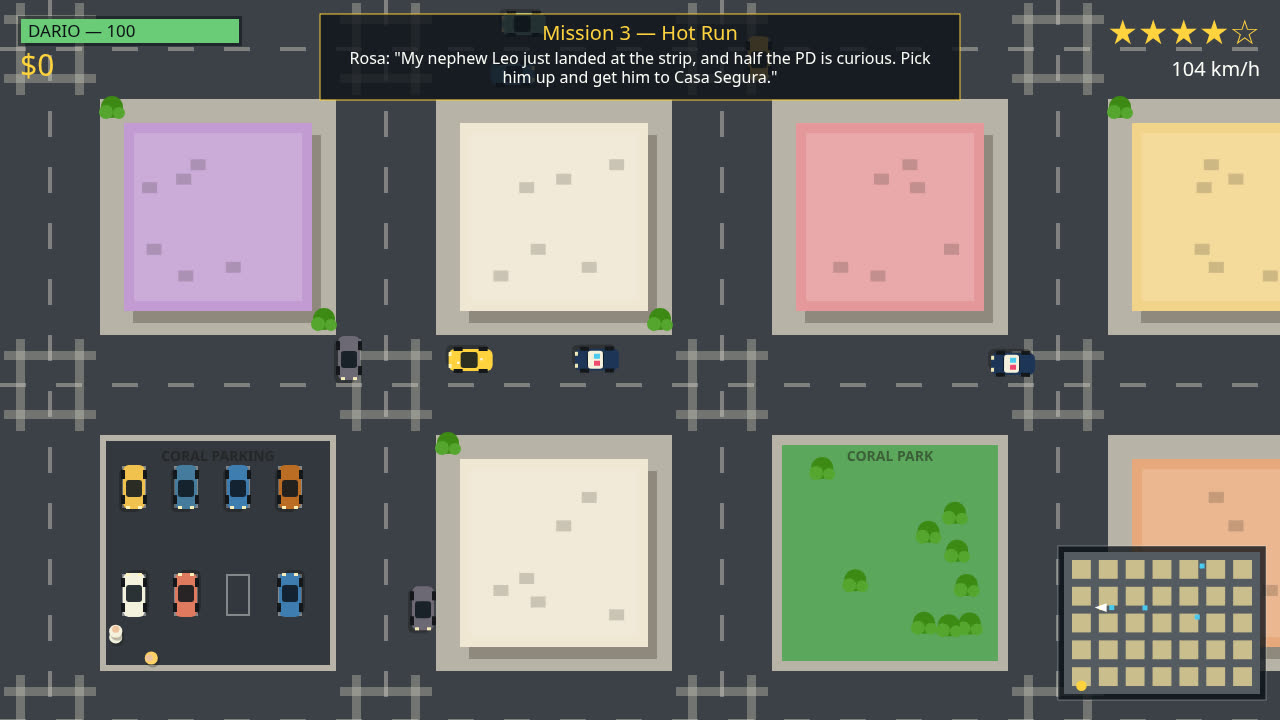 DARIO — 100
$0
Mission 3 — Hot Run
Rosa: "My nephew Leo just landed at the strip, and half the PD is curious. Pick
him up and get him to Casa Segura."
★★★★☆
104 km/h
CORAL PARKING
CORAL PARK